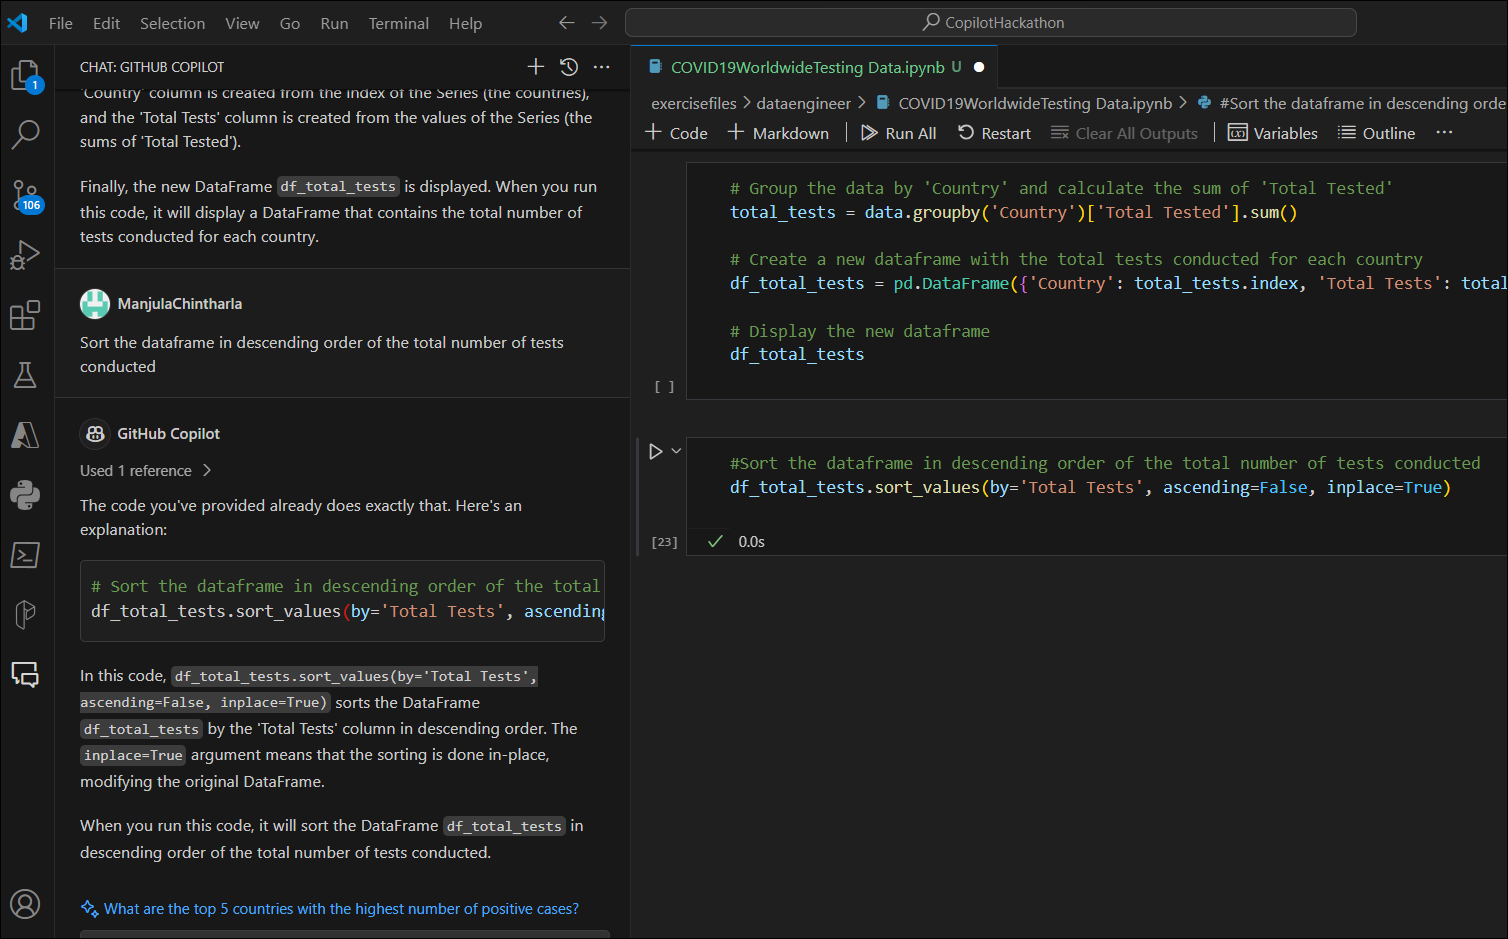 File Edit Selection View Go Run Terminal Help
CopilotHackathon
1
106
CHAT: GITHUB COPILOT
'Country' column is created from the index of the Series (the countries),
and the 'Total Tests' column is created from the values of the Series (the
sums of 'Total Tested').
Finally, the new DataFrame df_total_tests is displayed. When you run
this code, it will display a DataFrame that contains the total number of
tests conducted for each country.
ManjulaChintharla
Sort the dataframe in descending order of the total number of tests
conducted
GitHub Copilot
Used 1 reference
The code you've provided already does exactly that. Here's an
explanation:
# Sort the dataframe in descending order of the total
df_total_tests.sort_values(by='Total Tests', ascending
In this code, df_total_tests.sort_values(by='Total Tests',
ascending=False, inplace=True) sorts the DataFrame
df_total_tests by the 'Total Tests' column in descending order. The
inplace=True argument means that the sorting is done in-place,
modifying the original DataFrame.
When you run this code, it will sort the DataFrame df_total_tests in
descending order of the total number of tests conducted.
What are the top 5 countries with the highest number of positive cases?
COVID19WorldwideTesting Data.ipynb U
exercisefiles > dataengineer > COVID19WorldwideTesting Data.ipynb > #Sort the dataframe in descending orde
+ Code + Markdown | Run All Restart Clear All Outputs | Variables Outline ...
# Group the data by 'Country' and calculate the sum of 'Total Tested'
total_tests = data.groupby('Country')['Total Tested'].sum()
# Create a new dataframe with the total tests conducted for each country
df_total_tests = pd.DataFrame({'Country': total_tests.index, 'Total Tests': total
# Display the new dataframe
df_total_tests
[ ]
#Sort the dataframe in descending order of the total number of tests conducted
df_total_tests.sort_values(by='Total Tests', ascending=False, inplace=True)
[23] 0.0s